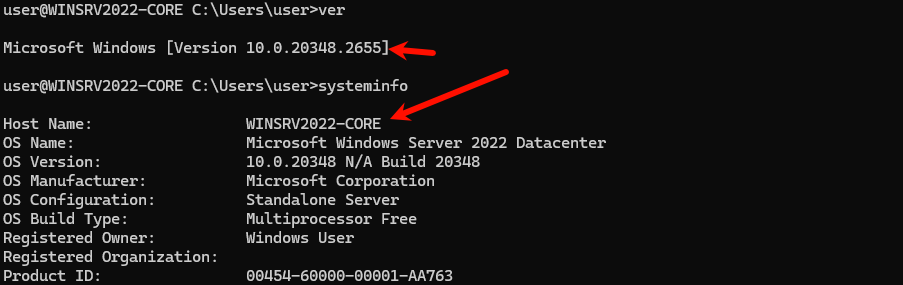 user@WINSRV2022-CORE C:\Users\user>ver
Microsoft Windows [Version 10.0.20348.2655]
user@WINSRV2022-CORE C:\Users\user>systeminfo
Host Name: WINSRV2022-CORE
OS Name: Microsoft Windows Server 2022 Datacenter
OS Version: 10.0.20348 N/A Build 20348
OS Manufacturer: Microsoft Corporation
OS Configuration: Standalone Server
OS Build Type: Multiprocessor Free
Registered Owner: Windows User
Registered Organization:
Product ID: 00454-60000-00001-AA763